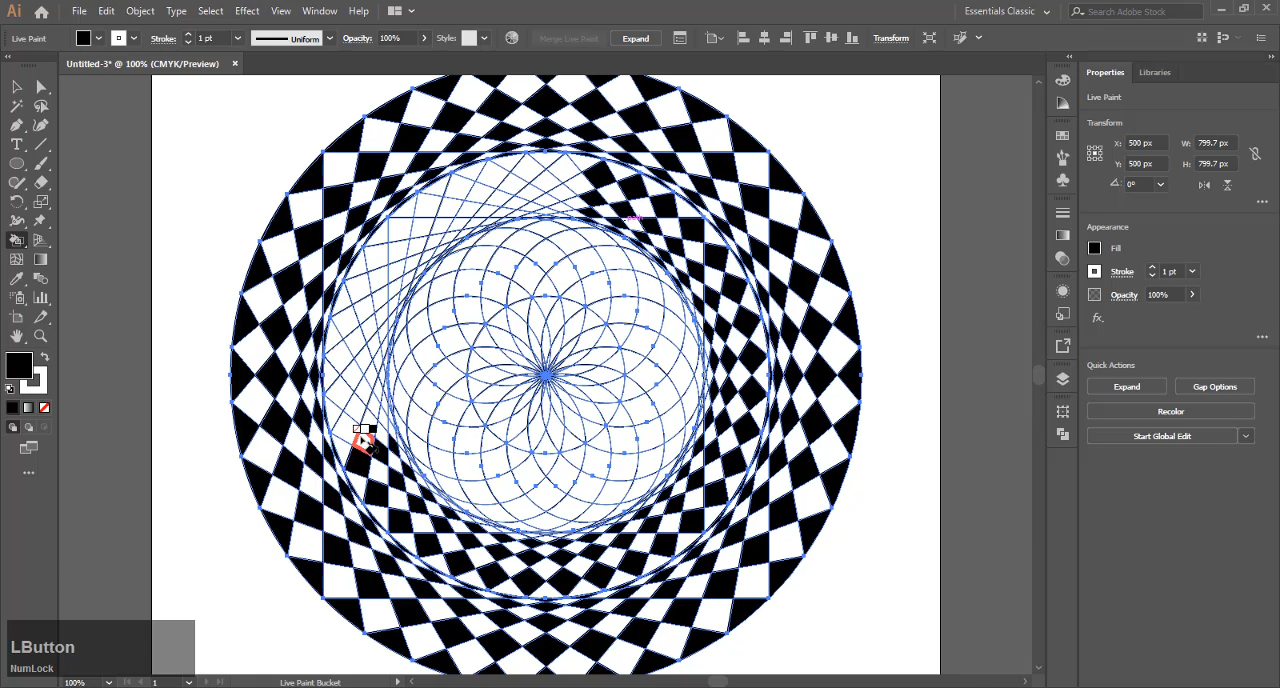 Ai File Edit Object Type Select Effect View Window Help Essentials Classic Search Adobe Stock
Live Paint Stroke: 1 pt Uniform Opacity: 100% Style: Merge Live Paint Expand Transform
Untitled-3* @ 100% (CMYK/Preview) ×
Properties Libraries
Live Paint
Transform
X: 500 px W: 799.7 px
Y: 500 px H: 799.7 px
0°
Appearance
Fill
Stroke 1 pt
Opacity 100%
fx.
Quick Actions
Expand Gap Options
Recolor
Start Global Edit
path
LButton
NumLock
100% 1 Live Paint Bucket